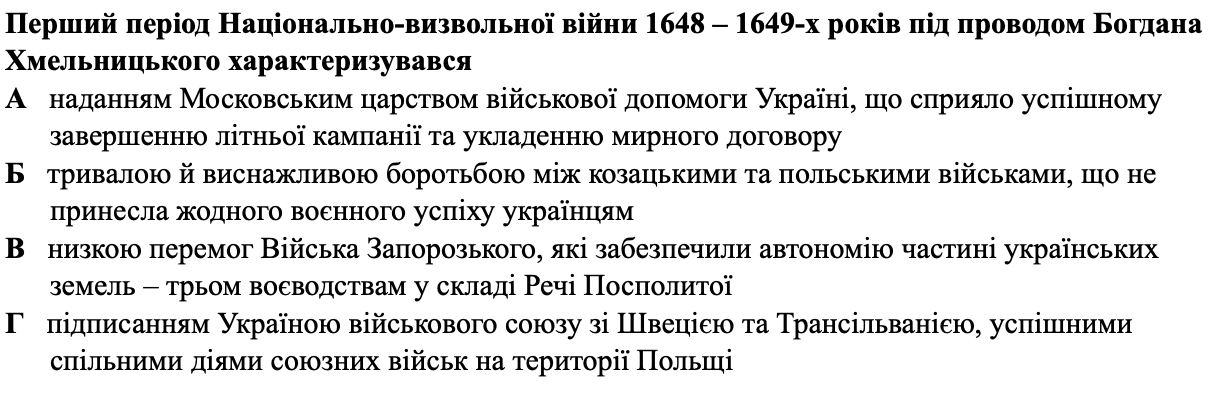 Перший період Національно-визвольної війни 1648 – 1649-х років під проводом Богдана
Хмельницького характеризувався
А наданням Московським царством військової допомоги Україні, що сприяло успішному
завершенню літньої кампанії та укладенню мирного договору
Б тривалою й виснажливою боротьбою між козацькими та польськими військами, що не
принесла жодного воєнного успіху українцям
В низкою перемог Війська Запорозького, які забезпечили автономію частині українських
земель – трьом воєводствам у складі Речі Посполитої
Г підписанням Україною військового союзу зі Швецією та Трансільванією, успішними
спільними діями союзних військ на території Польщі